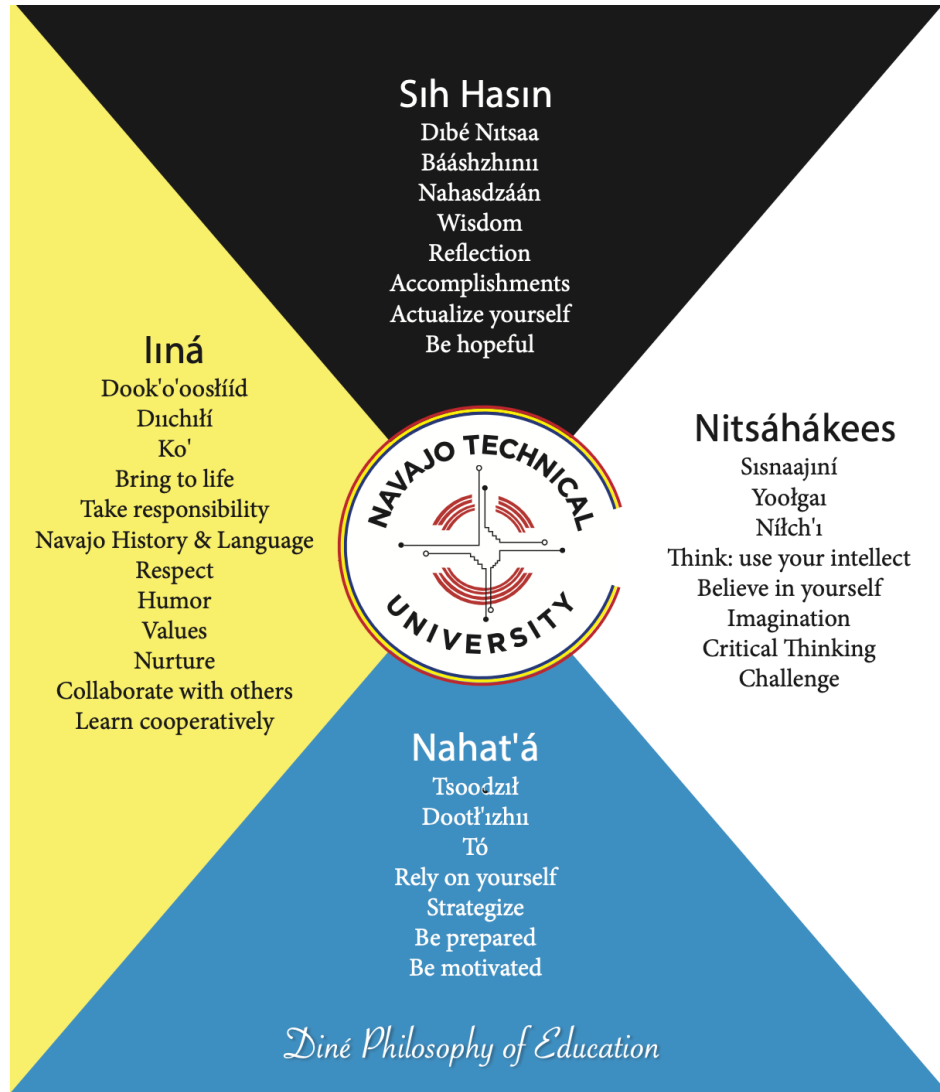 Sıh Hasın
Dıbé Nıtsaa
Bááshzhınıı
Nahasdzáán
Wisdom
Reflection
Accomplishments
Actualize yourself
Be hopeful
Iıná
Dook'o'oosłííd
Dııchıłí
Ko'
Bring to life
Take responsibility
Navajo History & Language
Respect
Humor
Values
Nurture
Collaborate with others
Learn cooperatively
NAVAJO TECHNICAL
UNIVERSITY
Nitsáhákees
Sısnaajıní
Yoołgaı
Níłch'ı
Think: use your intellect
Believe in yourself
Imagination
Critical Thinking
Challenge
Nahat'á
Tsoodził
Dootł'ızhıı
Tó
Rely on yourself
Strategize
Be prepared
Be motivated
Diné Philosophy of Education